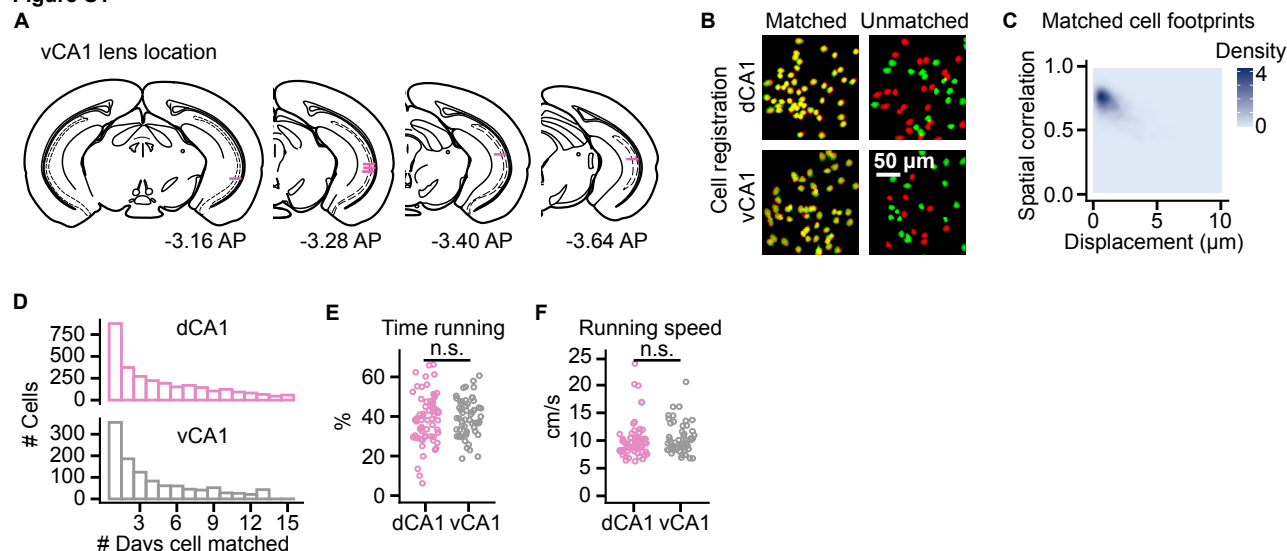 A
vCA1 lens location
-3.16 AP
-3.28 AP
-3.40 AP
-3.64 AP
B
Matched Unmatched
Cell registration
dCA1
vCA1
50 µm
C
Matched cell footprints
Density
4
0
Spatial correlation
1.0
0.5
0.0
0 5 10
Displacement (µm)
D
dCA1
750
500
250
0
# Cells
vCA1
300
200
100
0
3 6 9 12 15
# Days cell matched
E
Time running
n.s.
%
60
40
20
0
dCA1 vCA1
F
Running speed
n.s.
cm/s
25
20
15
10
5
0
dCA1 vCA1